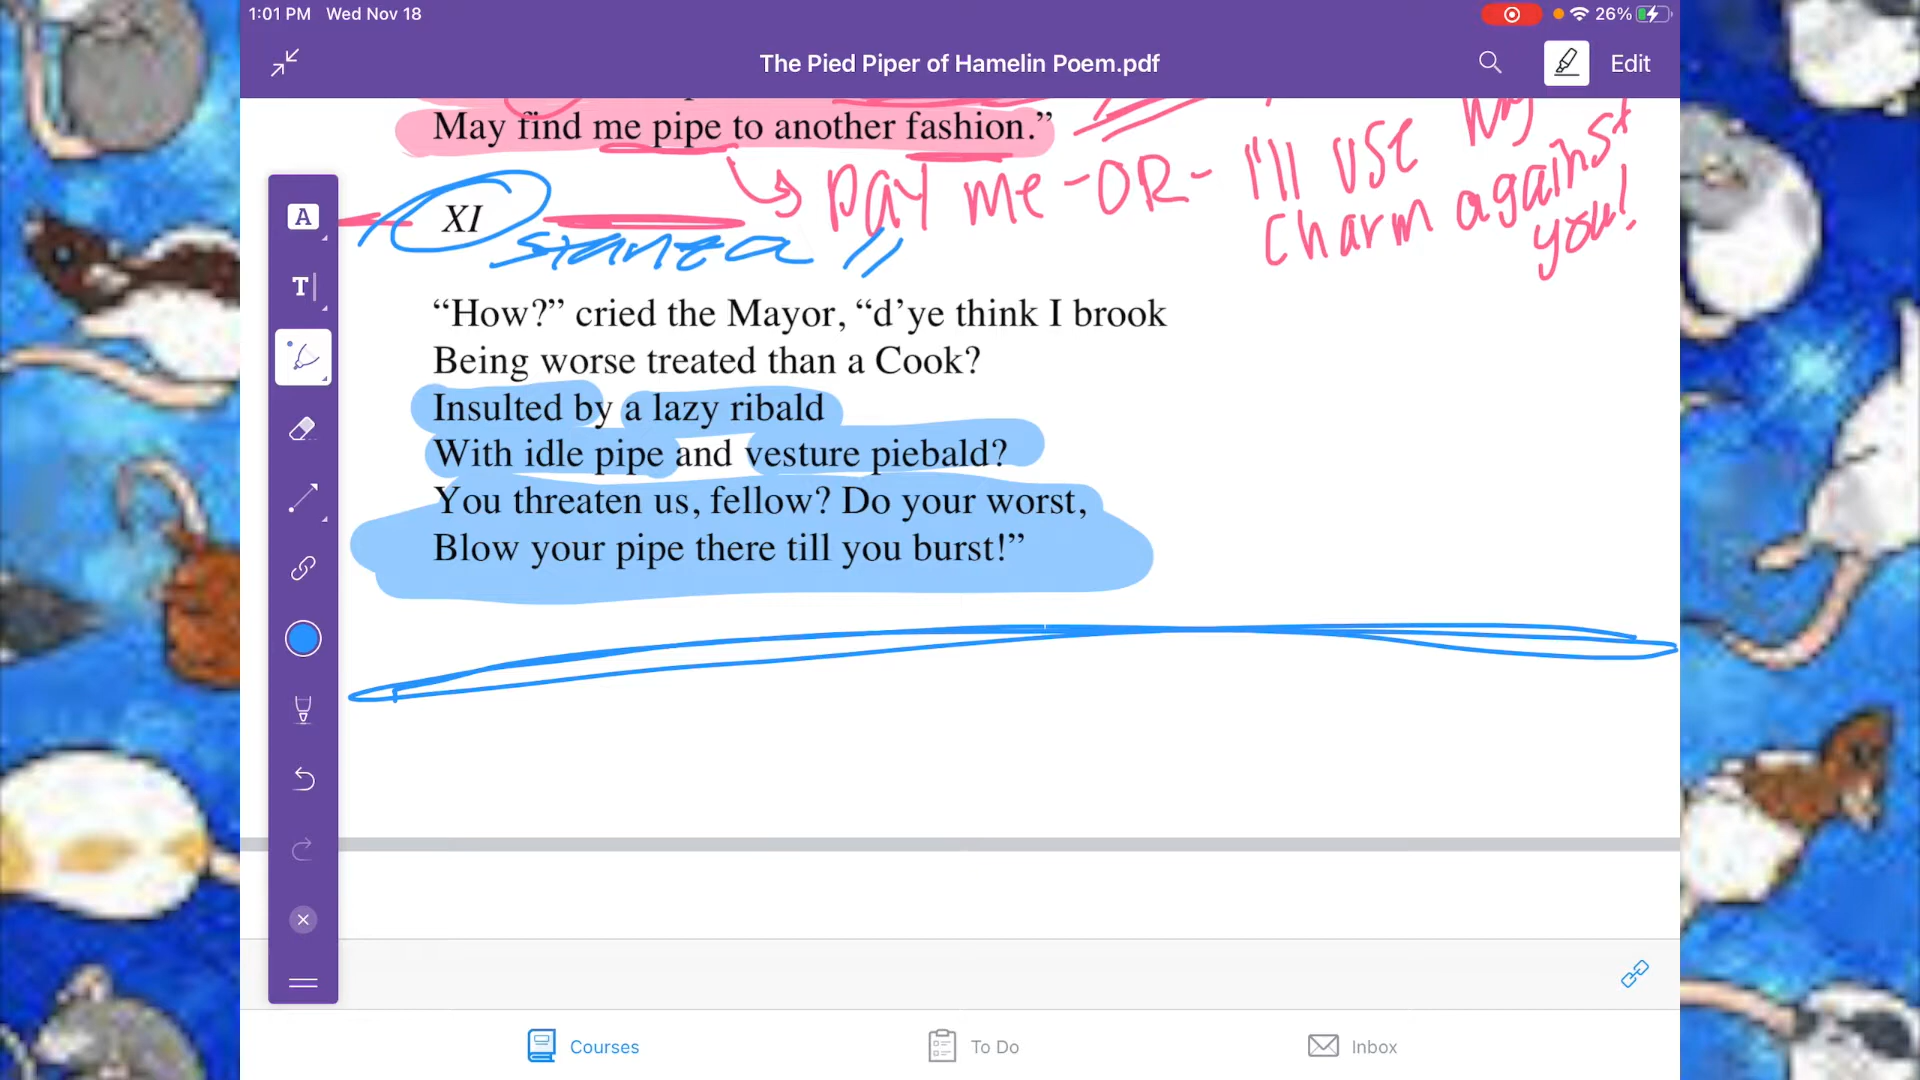 1:01 PM Wed Nov 18
26%
The Pied Piper of Hamelin Poem.pdf
Edit
May find me pipe to another fashion.”
pay me -OR- I'll use my
charm against
you!
XI
stanza 11
“How?” cried the Mayor, “d’ye think I brook
Being worse treated than a Cook?
Insulted by a lazy ribald
With idle pipe and vesture piebald?
You threaten us, fellow? Do your worst,
Blow your pipe there till you burst!”
A
T
Courses
To Do
Inbox